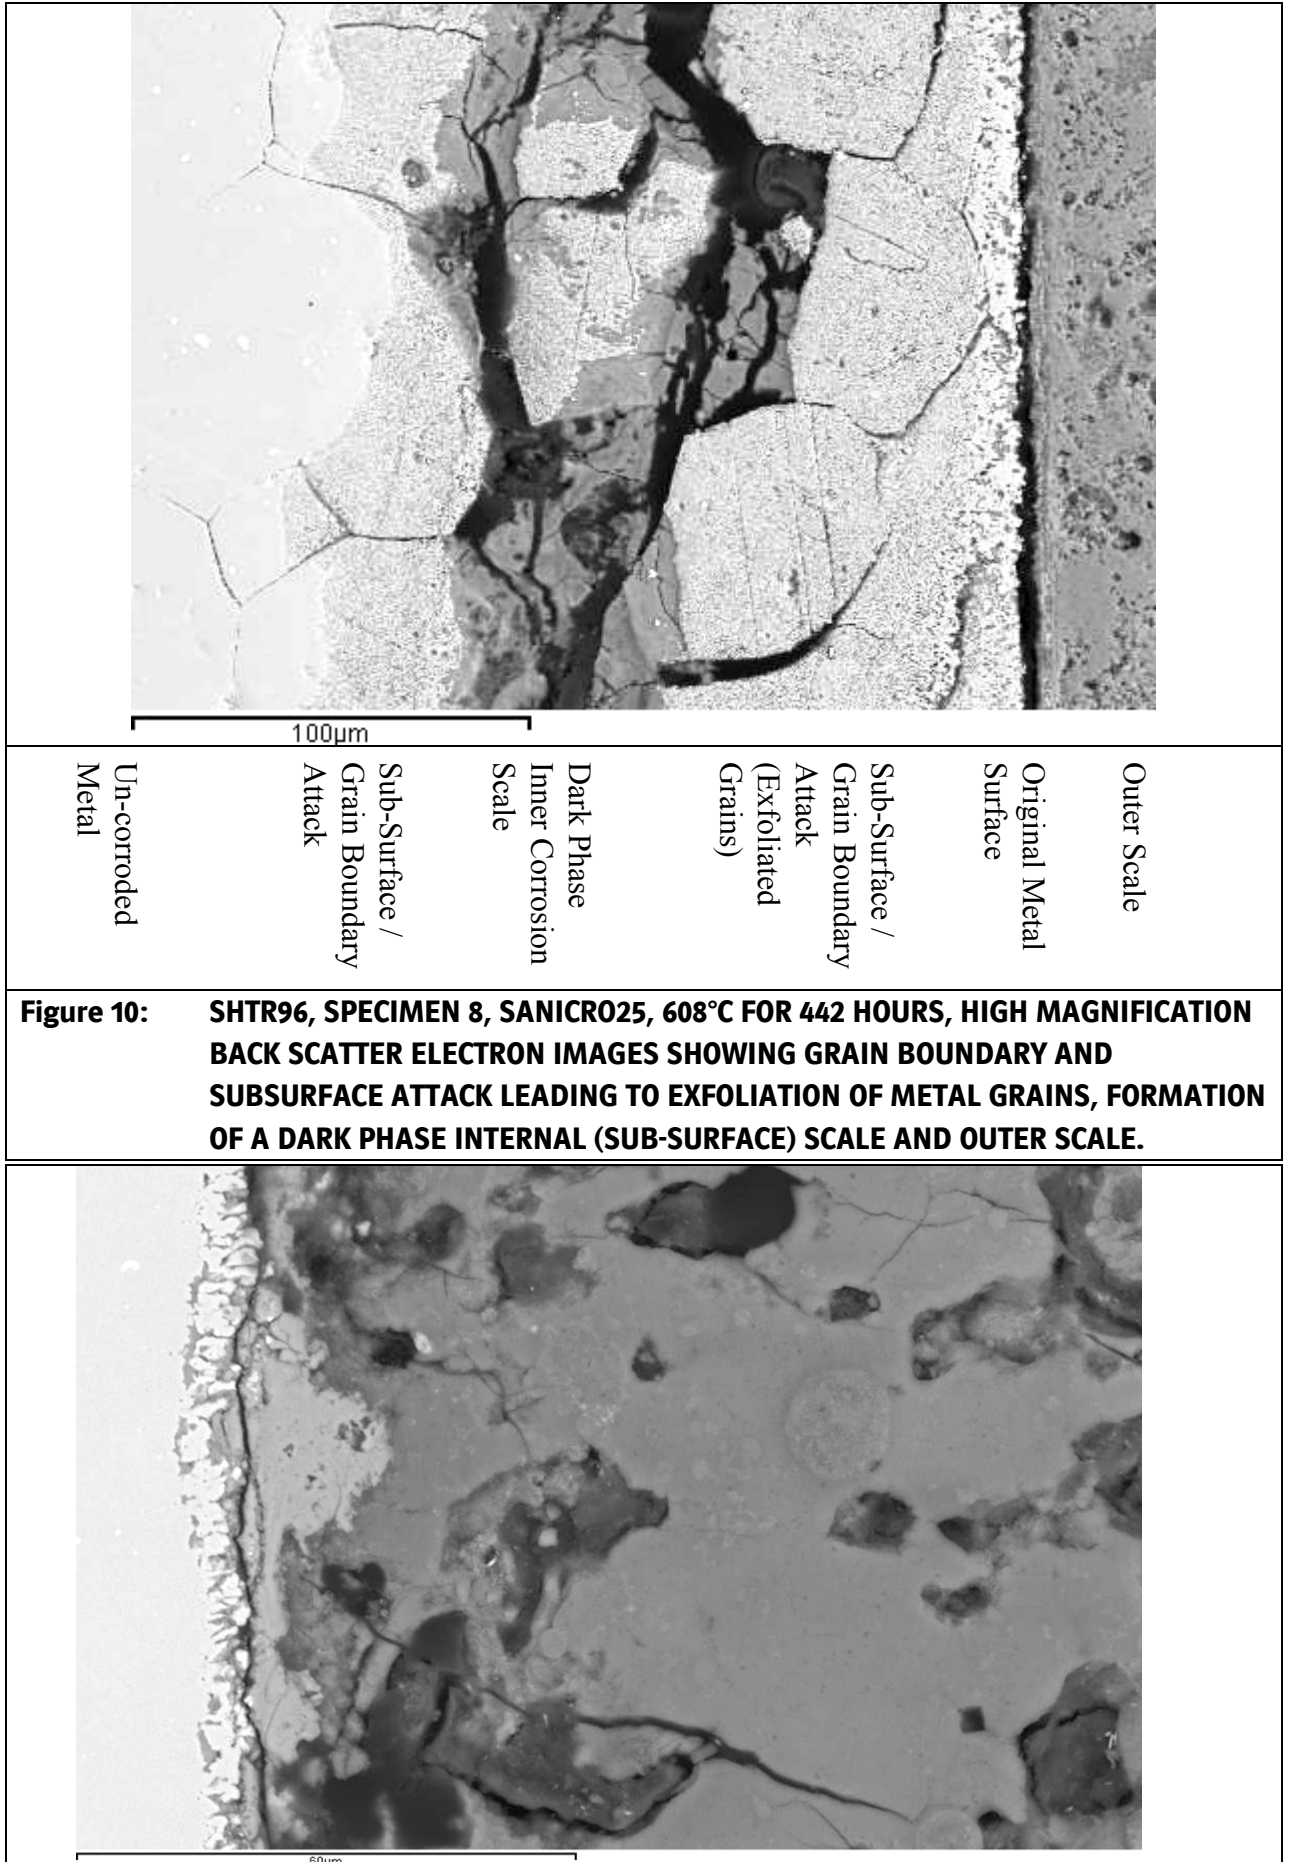 100µm
Un-corroded
Metal
Sub-Surface /
Grain Boundary
Attack
Dark Phase
Inner Corrosion
Scale
Sub-Surface /
Grain Boundary
Attack
(Exfoliated
Grains)
Original Metal
Surface
Outer Scale
Figure 10: SHTR96, SPECIMEN 8, SANICRO25, 608°C FOR 442 HOURS, HIGH MAGNIFICATION
BACK SCATTER ELECTRON IMAGES SHOWING GRAIN BOUNDARY AND
SUBSURFACE ATTACK LEADING TO EXFOLIATION OF METAL GRAINS, FORMATION
OF A DARK PHASE INTERNAL (SUB-SURFACE) SCALE AND OUTER SCALE.
60µm